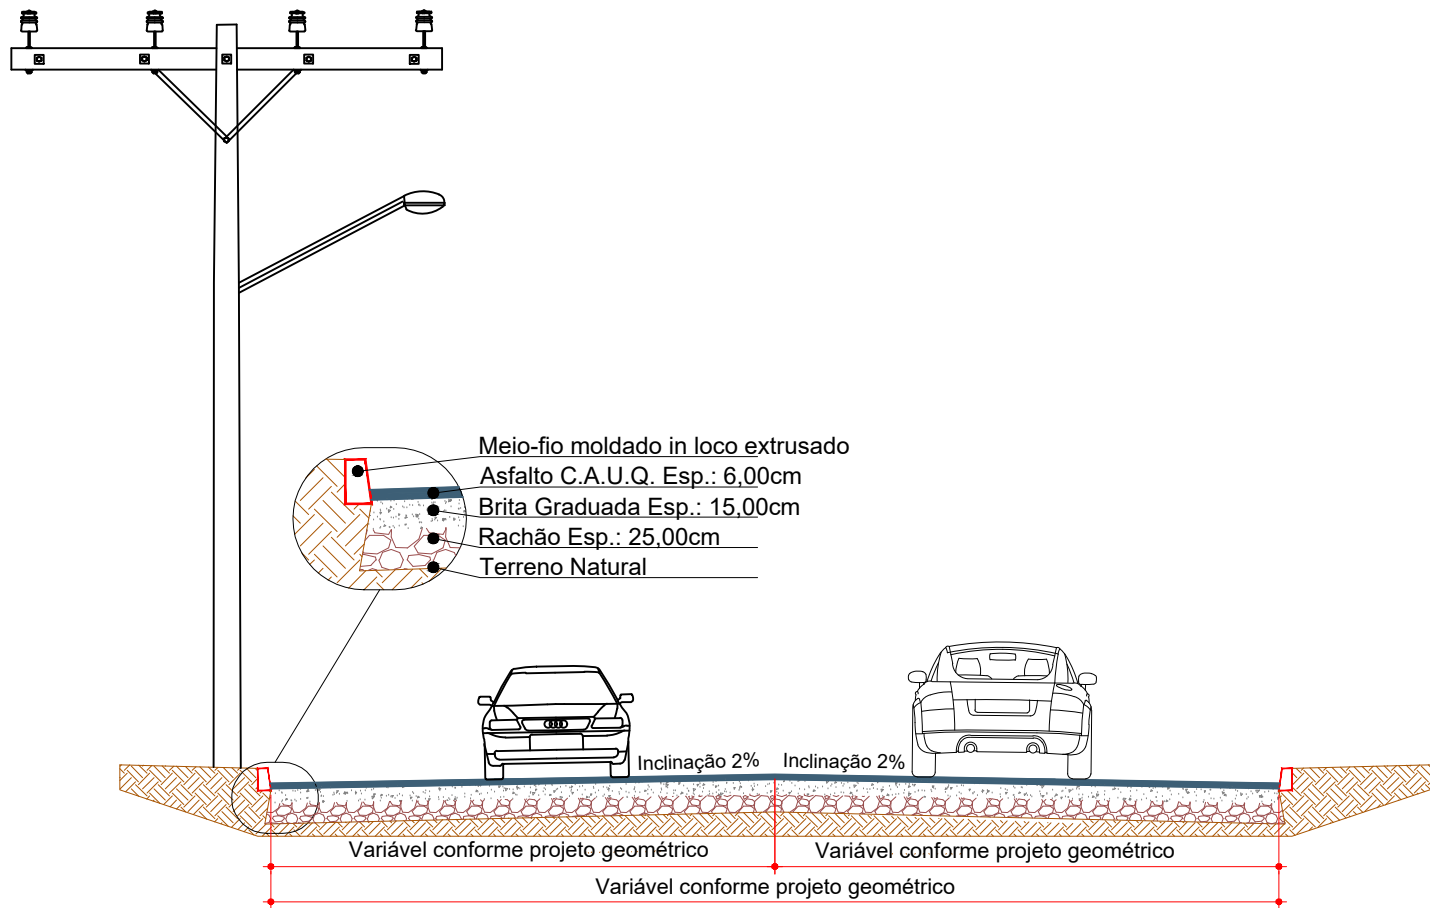 Meio-fio moldado in loco extrusado
Asfalto C.A.U.Q. Esp.: 6,00cm
Brita Graduada Esp.: 15,00cm
Rachão Esp.: 25,00cm
Terreno Natural
Inclinação 2%
Inclinação 2%
Variável conforme projeto geométrico
Variável conforme projeto geométrico
Variável conforme projeto geométrico